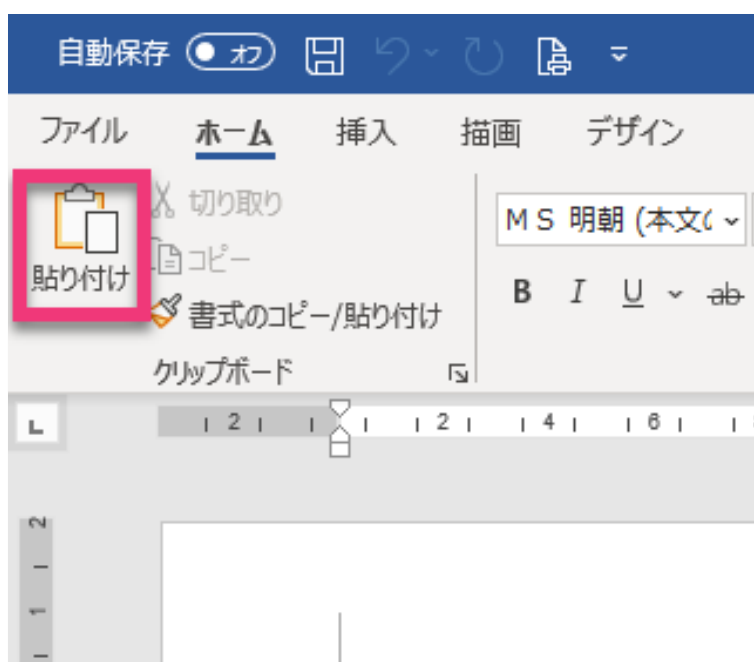 自動保存 オフ
ファイル ホーム 挿入 描画 デザイン
貼り付け
切り取り
コピー
書式のコピー/貼り付け
クリップボード
ＭＳ 明朝 (本文の
B I U ab
L
2 2 4 6
2
1